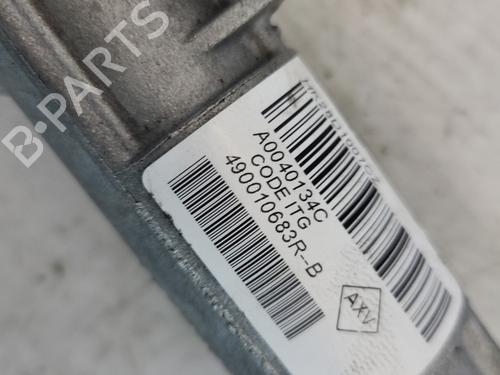 B-PARTS
A0040134C
CODE ITG
490010683R--B
AXV